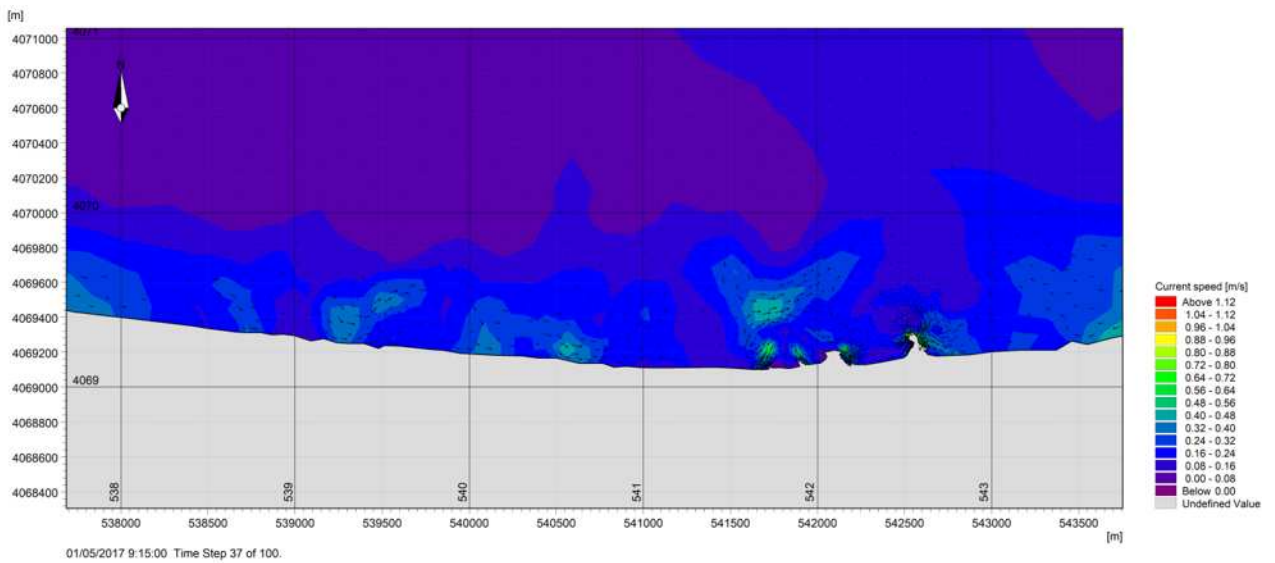 [m]
4071000
4070800
4070600
4070400
4070200
4070000
4069800
4069600
4069400
4069200
4069000
4068800
4068600
4068400
4071
4070
4069
538
539
540
541
542
543
538000
538500
539000
539500
540000
540500
541000
541500
542000
542500
543000
543500
[m]
01/05/2017 9:15:00 Time Step 37 of 100.
Current speed [m/s]
Above 1.12
1.04 - 1.12
0.96 - 1.04
0.88 - 0.96
0.80 - 0.88
0.72 - 0.80
0.64 - 0.72
0.56 - 0.64
0.48 - 0.56
0.40 - 0.48
0.32 - 0.40
0.24 - 0.32
0.16 - 0.24
0.08 - 0.16
0.00 - 0.08
Below 0.00
Undefined Value